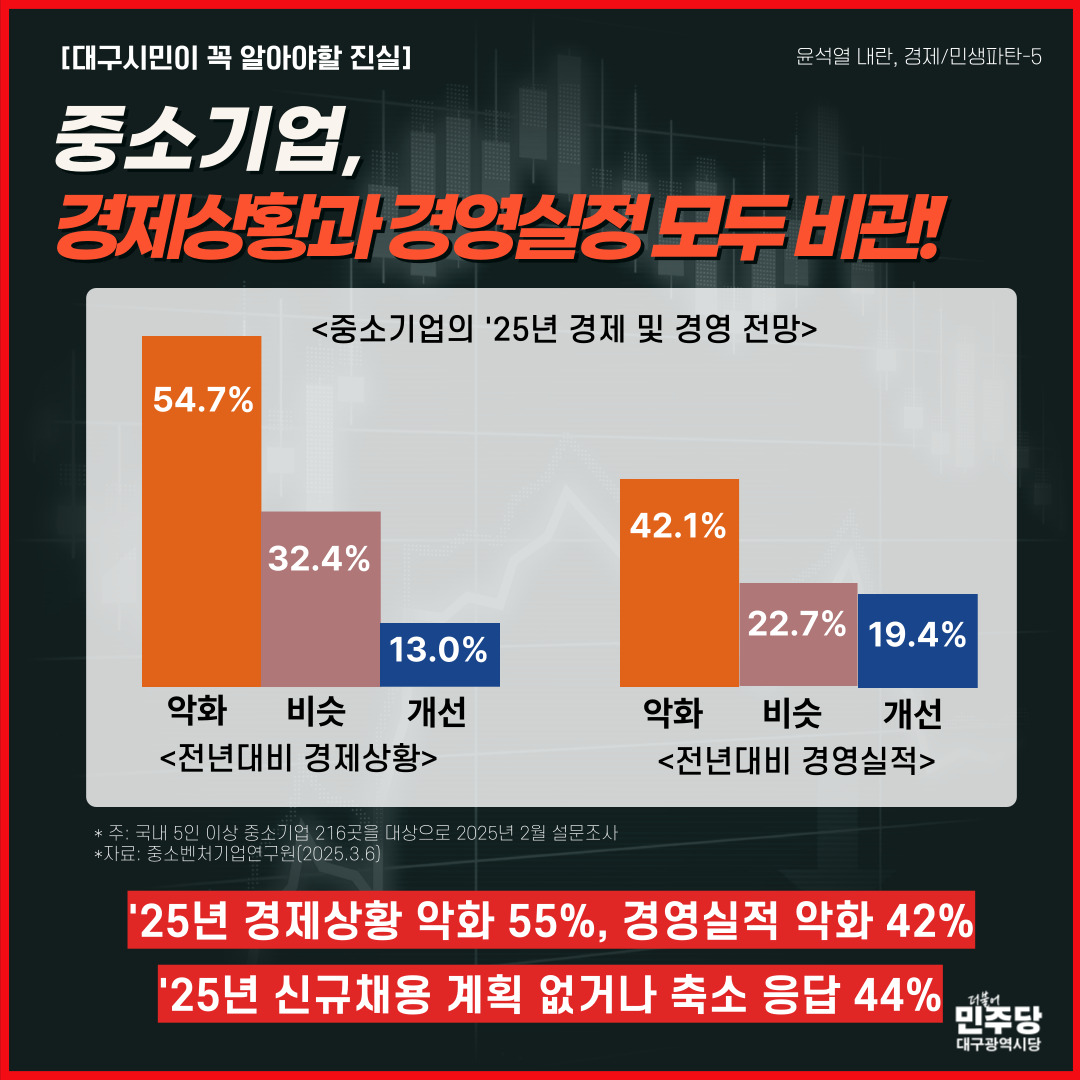 [대구시민이 꼭 알아야할 진실]
윤석열 내란, 경제/민생파탄-5
중소기업,
경제상황과 경영실정 모두 비관!
<중소기업의 '25년 경제 및 경영 전망>
54.7%
32.4%
13.0%
악화 비슷 개선
<전년대비 경제상황>
42.1%
22.7%
19.4%
악화 비슷 개선
<전년대비 경영실적>
* 주: 국내 5인 이상 중소기업 216곳을 대상으로 2025년 2월 설문조사
*자료: 중소벤처기업연구원(2025.3.6)
'25년 경제상황 악화 55%, 경영실적 악화 42%
'25년 신규채용 계획 없거나 축소 응답 44%
더불어
민주당
대구광역시당